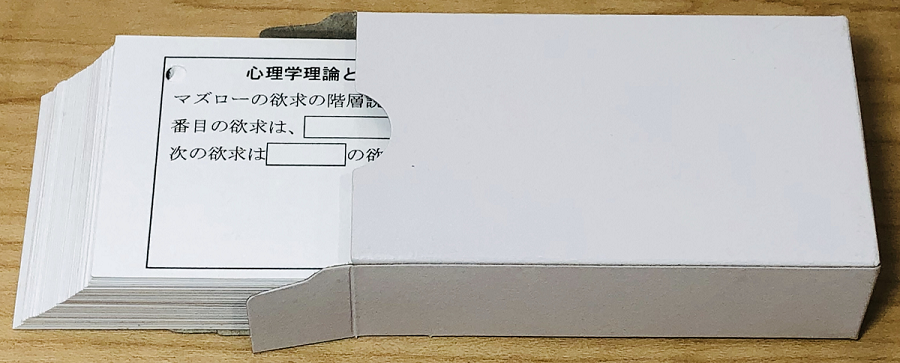 心理学理論と
マズローの欲求の階層説
番目の欲求は、
次の欲求は の欲